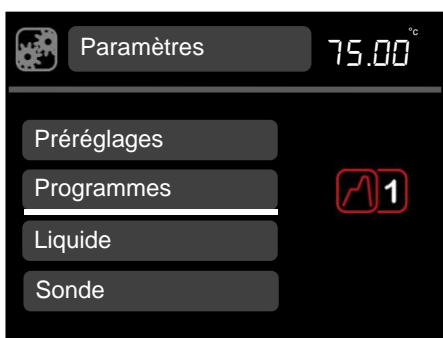 Paramètres 75.00°c
Préréglages
Programmes 1
Liquide
Sonde